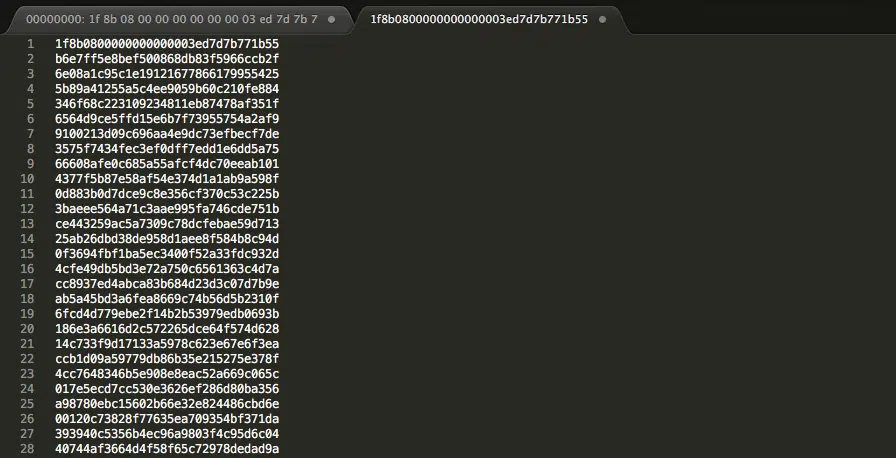 00000000: 1f 8b 08 00 00 00 00 00 00 03 ed 7d 7b 7
1f8b0800000000000003ed7d7b771b55
1 1f8b0800000000000003ed7d7b771b55
2 b6e7ff5e8bef500868db83f5966ccb2f
3 6e08a1c95c1e19121677866179955425
4 5b89a41255a5c4ee9059b60c210fe884
5 346f68c223109234811eb87478af351f
6 6564d9ce5ffd15e6b7f73955754a2af9
7 9100213d09c696aa4e9dc73efbecf7de
8 3575f7434fec3ef0dff7edd1e6dd5a75
9 66608afe0c685a55afcf4dc70eeab101
10 4377f5b87e58af54e374d1a1ab9a598f
11 0d883b0d7dce9c8e356cf370c53c225b
12 3baeee564a71c3aae995fa746cde751b
13 ce443259ac5a7309c78dcfebae59d713
14 25ab26dbd38de958d1aee8f584b8c94d
15 0f3694fbf1ba5ec3400f52a33fdc932d
16 4cfe49db5bd3e72a750c6561363c4d7a
17 cc8937ed4abca83b684d23d3c07d7b9e
18 ab5a45bd3a6fea8669c74b56d5b2310f
19 6fcd4d779ebe2f14b2b53979edb0693b
20 186e3a6616d2c572265dce64f574d628
21 14c733f9d17133a5978c623e67e6f3ea
22 ccb1d09a59779db86b35e215275e378f
23 4cc7648346b5e908e8eac52a669c065c
24 017e5ecd7cc530e3626ef286d80ba356
25 a98780ebc15602b66e32e824486cbd6e
26 00120c73828f77635ea709354bf371da
27 393940c5356b4ec96a9803f4c95d6c04
28 40744af3664d4f58f65c72978dedad9a